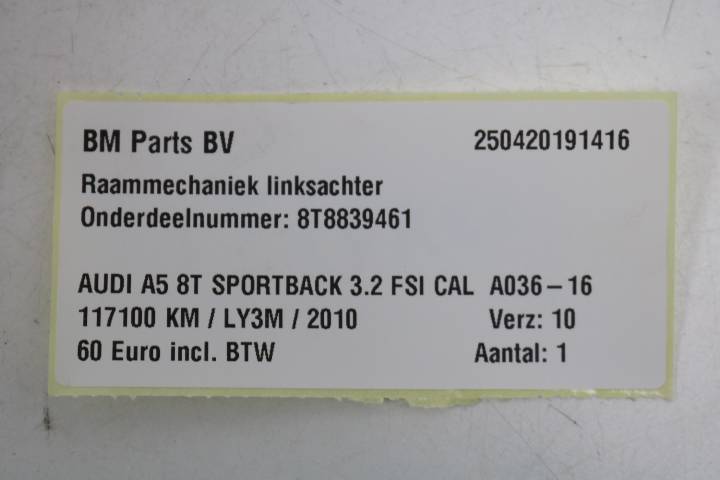 BM Parts BV 250420191416
Raammechaniek linksachter
Onderdeelnummer: 8T8839461
AUDI A5 8T SPORTBACK 3.2 FSI CAL A036-16
117100 KM / LY3M / 2010 Verz: 10
60 Euro incl. BTW Aantal: 1